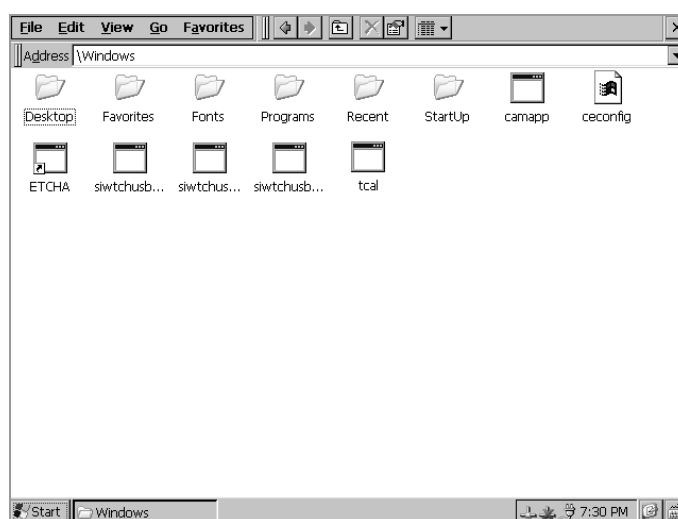 File Edit View Go Favorites
Address \Windows
Desktop Favorites Fonts Programs Recent StartUp camapp ceconfig
ETCHA siwtchusb... siwtchus... siwtchusb... tcal
Start Windows 7:30 PM